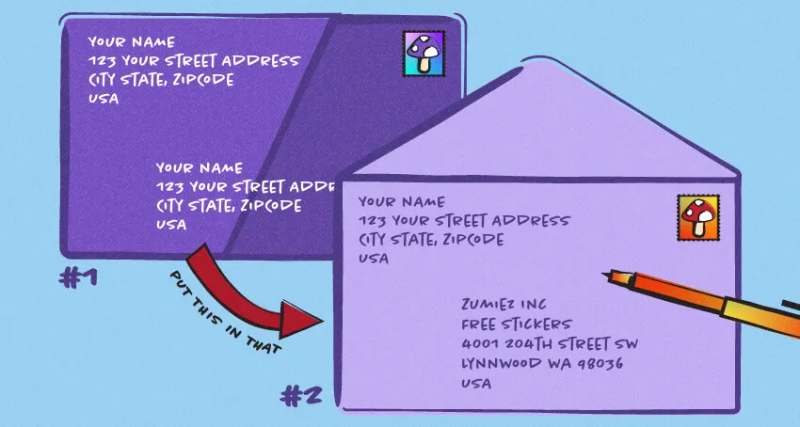 YOUR NAME
123 YOUR STREET ADDRESS
CITY STATE, ZIPCODE
USA
YOUR NAME
123 YOUR STREET ADDR
CITY STATE, ZIPCODE
USA
#1
PUT THIS IN THAT
YOUR NAME
123 YOUR STREET ADDRESS
CITY STATE, ZIPCODE
USA
ZUMIEZ INC
FREE STICKERS
4001 204TH STREET SW
LYNNWOOD WA 98036
USA
#2